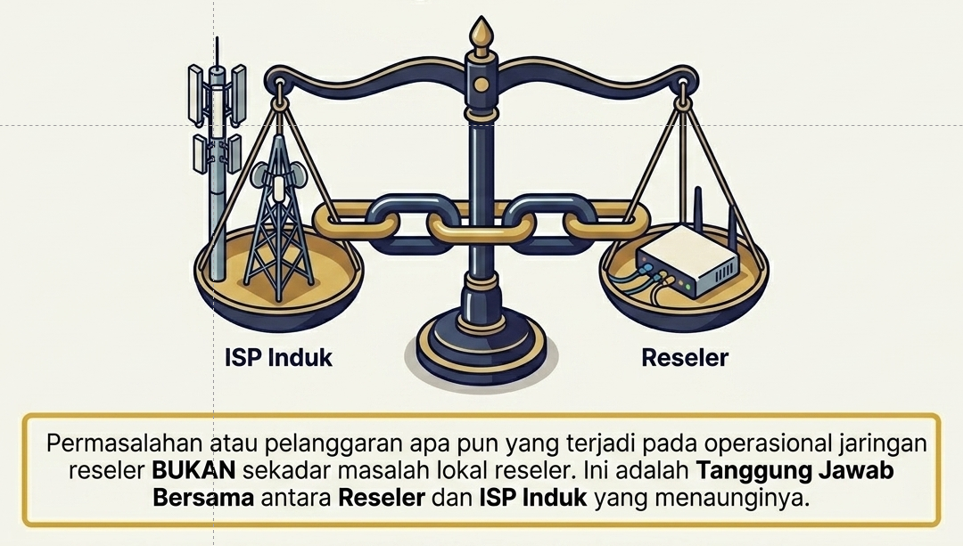 ISP Induk
Reseler
Permasalahan atau pelanggaran apa pun yang terjadi pada operasional jaringan
reseler BUKAN sekadar masalah lokal reseler. Ini adalah Tanggung Jawab
Bersama antara Reseler dan ISP Induk yang menaunginya.